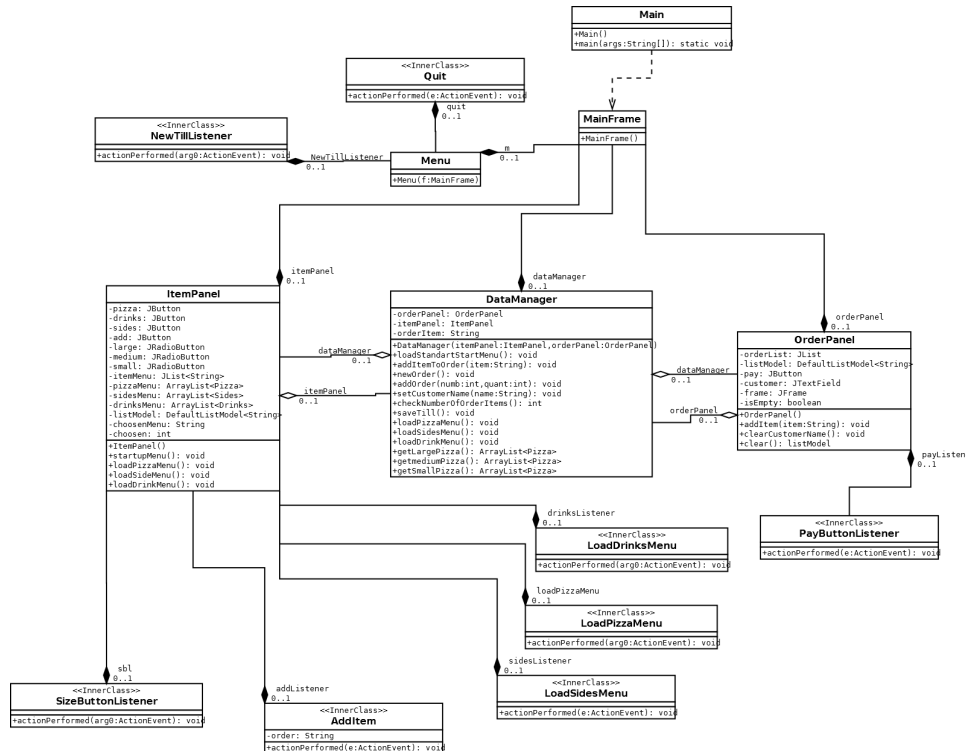 Main
+Main()
+main(args:String[]): static void
<<InnerClass>>
Quit
+actionPerformed(e:ActionEvent): void
quit
0..1
MainFrame
+MainFrame()
<<InnerClass>>
NewTillListener
+actionPerformed(arg0:ActionEvent): void
NewTillListener
0..1
Menu
+Menu(f:MainFrame)
m
0..1
itemPanel
0..1
dataManager
0..1
orderPanel
0..1
ItemPanel
-pizza: JButton
-drinks: JButton
-sides: JButton
-add: JButton
-large: JRadioButton
-medium: JRadioButton
-small: JRadioButton
-itemMenu: JList<String>
-pizzaMenu: ArrayList<Pizza>
-sidesMenu: ArrayList<Sides>
-drinksMenu: ArrayList<Drinks>
-listModel: DefaultListModel<String>
-choosenMenu: String
-choosen: int
+ItemPanel()
+startupMenu(): void
+loadPizzaMenu(): void
+loadSideMenu(): void
+loadDrinkMenu(): void
dataManager
0..1
itemPanel
0..1
DataManager
-orderPanel: OrderPanel
-itemPanel: ItemPanel
-orderItem: String
+DataManager(itemPanel:ItemPanel,orderPanel:OrderPanel)
+loadStandartStartMenu(): void
+addItemToOrder(item:String): void
+newOrder(): void
+addOrder(numb:int,quant:int): void
+setCustomerName(name:String): void
+checkNumberOfOrderItems(): int
+saveTill(): void
+loadPizzaMenu(): void
+loadSidesMenu(): void
+loadDrinkMenu(): void
+getLargePizza(): ArrayList<Pizza>
+getmediumPizza(): ArrayList<Pizza>
+getSmallPizza(): ArrayList<Pizza>
dataManager
0..1
orderPanel
0..1
OrderPanel
-orderList: JList
-listModel: DefaultListModel<String>
-pay: JButton
-customer: JTextField
-frame: JFrame
-isEmpty: boolean
+OrderPanel()
+addItem(item:String): void
+clearCustomerName(): void
+clear(): listModel
payListen
0..1
<<InnerClass>>
PayButtonListener
+actionPerformed(e:ActionEvent): void
drinksListener
0..1
<<InnerClass>>
LoadDrinksMenu
+actionPerformed(arg0:ActionEvent): void
loadPizzaMenu
0..1
<<InnerClass>>
LoadPizzaMenu
+actionPerformed(arg0:ActionEvent): void
sidesListener
0..1
<<InnerClass>>
LoadSidesMenu
+actionPerformed(e:ActionEvent): void
sbl
0..1
<<InnerClass>>
SizeButtonListener
+actionPerformed(arg0:ActionEvent): void
addListener
0..1
<<InnerClass>>
AddItem
-order: String
+actionPerformed(e:ActionEvent): void